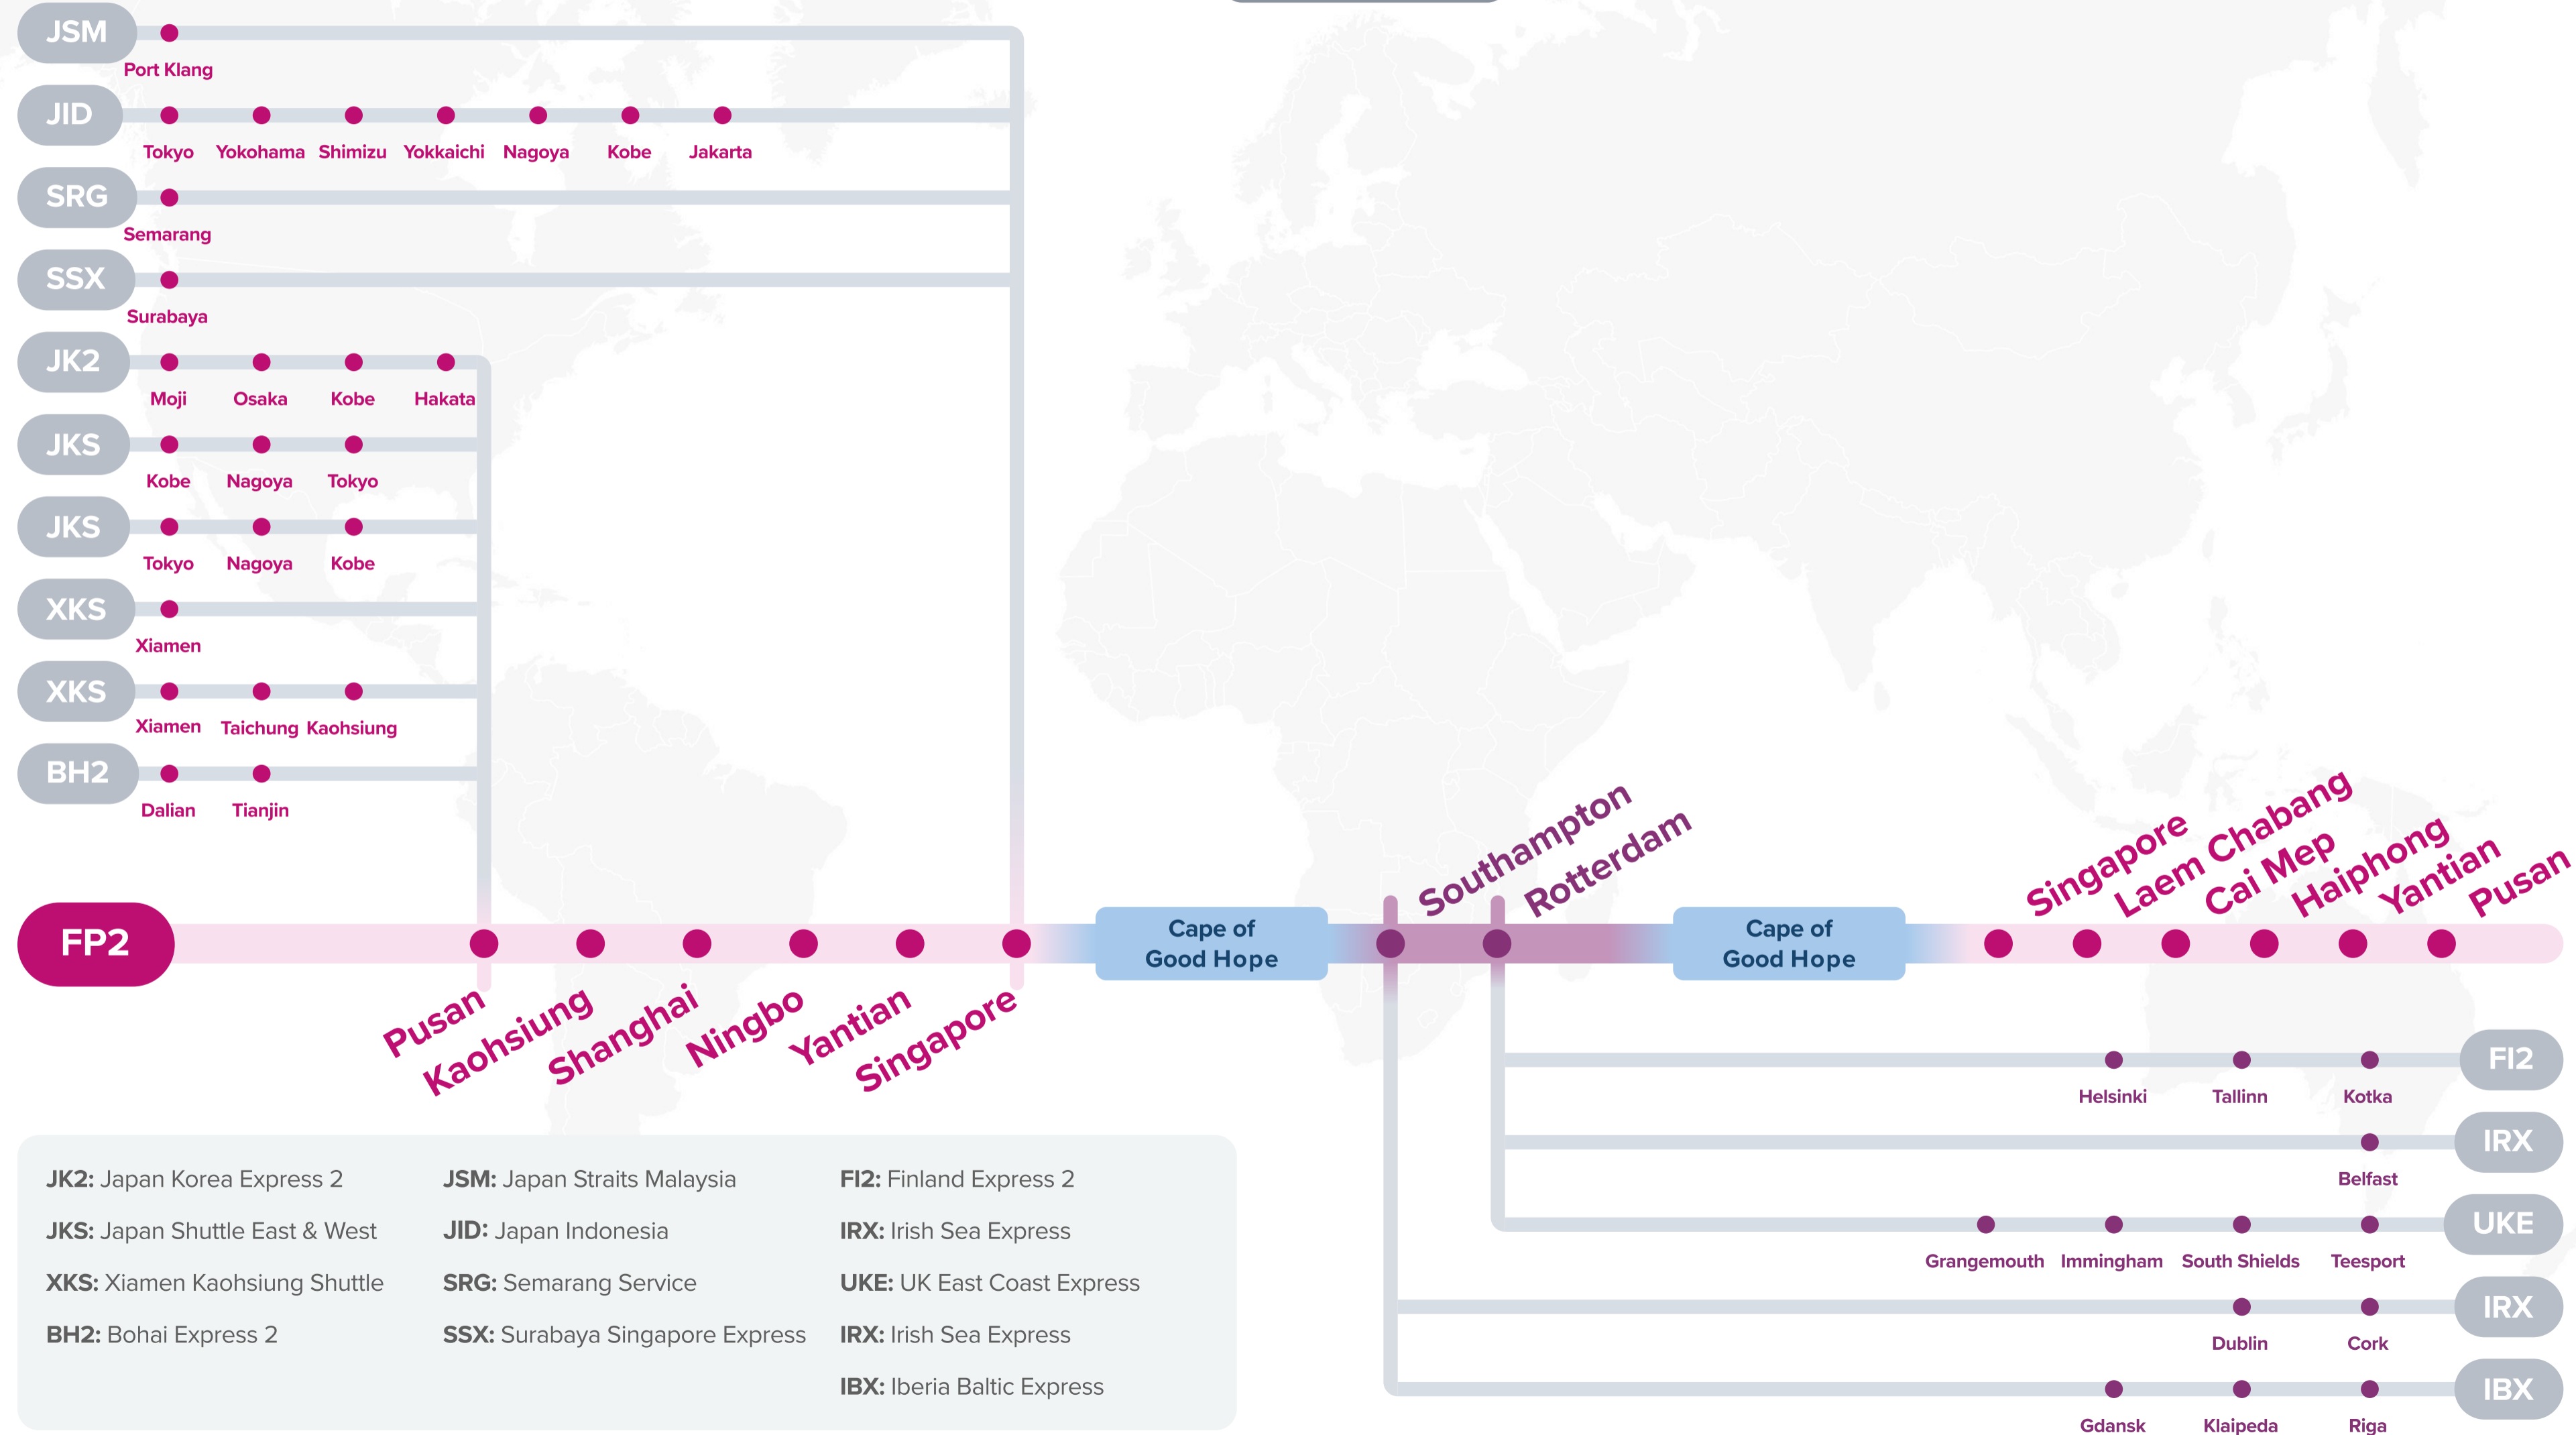 JSM
Port Klang
JID
Tokyo Yokohama Shimizu Yokkaichi Nagoya Kobe Jakarta
SRG
Semarang
SSX
Surabaya
JK2
Moji Osaka Kobe Hakata
JKS
Kobe Nagoya Tokyo
JKS
Tokyo Nagoya Kobe
XKS
Xiamen
XKS
Xiamen Taichung Kaohsiung
BH2
Dalian Tianjin
FP2
Pusan
Kaohsiung
Shanghai
Ningbo
Yantian
Singapore
Cape of
Good Hope
Southampton
Rotterdam
Cape of
Good Hope
Singapore
Laem Chabang
Cai Mep
Haiphong
Yantian
Pusan
FI2
Helsinki Tallinn Kotka
IRX
Belfast
UKE
Grangemouth Immingham South Shields Teesport
IRX
Dublin Cork
IBX
Gdansk Klaipeda Riga
JK2: Japan Korea Express 2
JKS: Japan Shuttle East & West
XKS: Xiamen Kaohsiung Shuttle
BH2: Bohai Express 2
JSM: Japan Straits Malaysia
JID: Japan Indonesia
SRG: Semarang Service
SSX: Surabaya Singapore Express
FI2: Finland Express 2
IRX: Irish Sea Express
UKE: UK East Coast Express
IRX: Irish Sea Express
IBX: Iberia Baltic Express